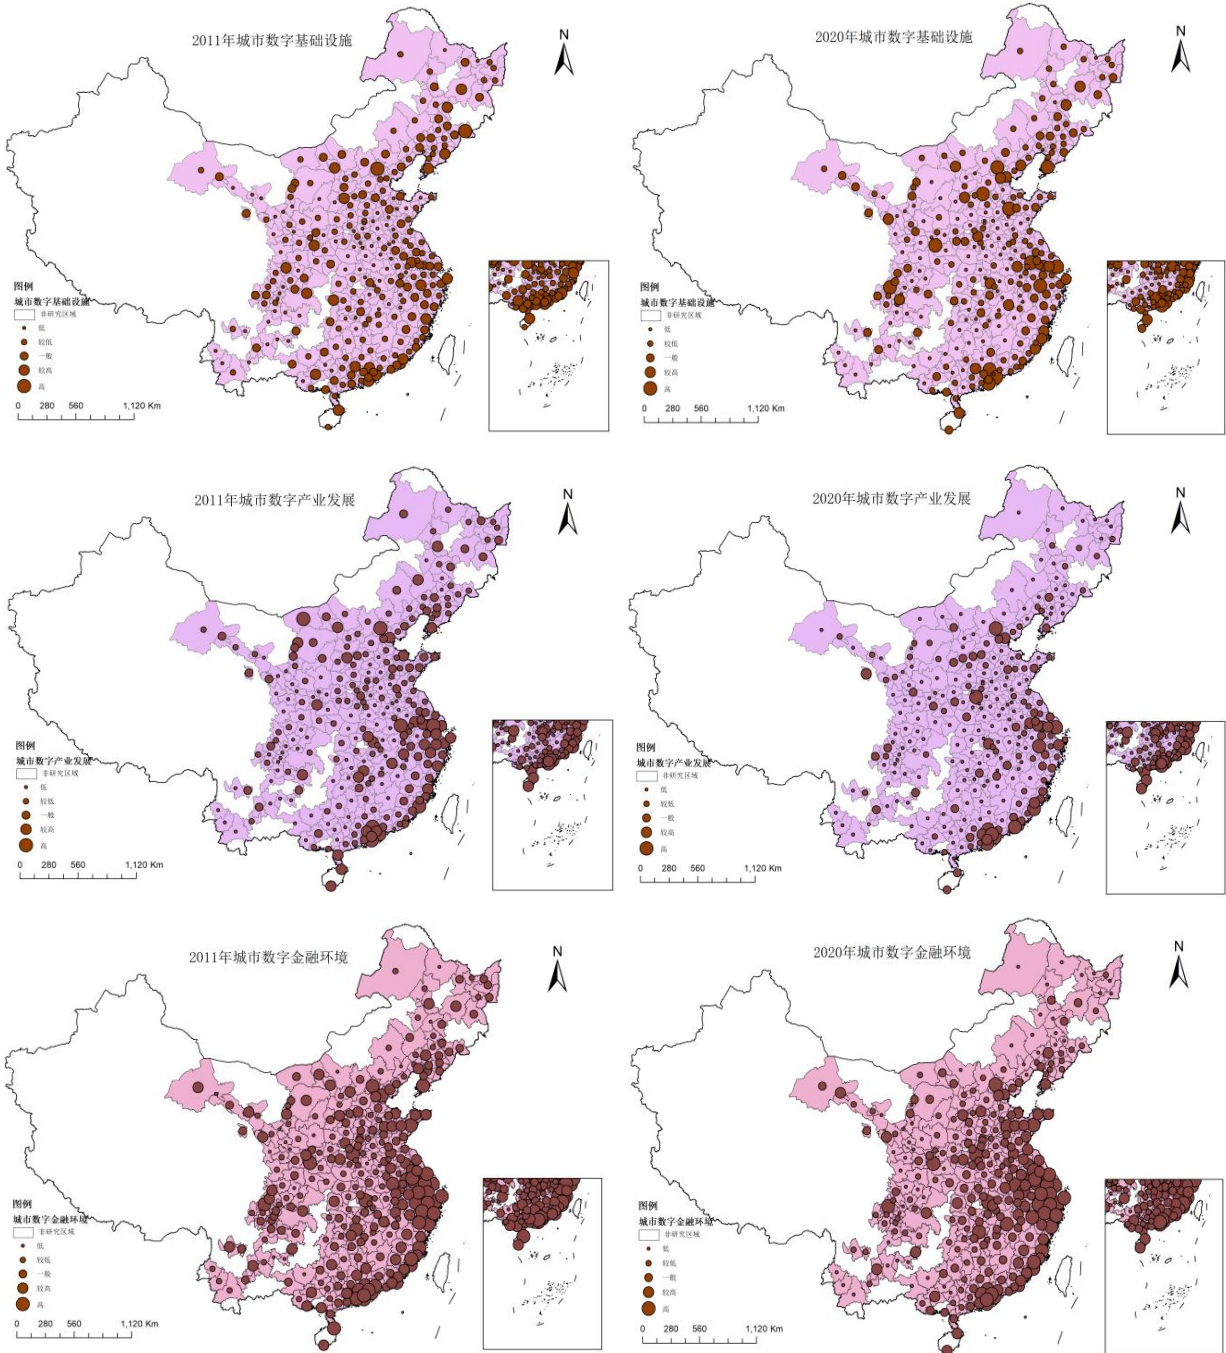 2011年城市数字基础设施
N
图例
城市数字基础设施
非研究区域
低
较低
一般
较高
高
0 280 560 1,120 Km
2020年城市数字基础设施
N
图例
城市数字基础设施
非研究区域
低
较低
一般
较高
高
0 280 560 1,120 Km
2011年城市数字产业发展
N
图例
城市数字产业发展
非研究区域
低
较低
一般
较高
高
0 280 560 1,120 Km
2020年城市数字产业发展
N
图例
城市数字产业发展
非研究区域
低
较低
一般
较高
高
0 280 560 1,120 Km
2011年城市数字金融环境
N
图例
城市数字金融环境
非研究区域
低
较低
一般
较高
高
0 280 560 1,120 Km
2020年城市数字金融环境
N
图例
城市数字金融环境
非研究区域
低
较低
一般
较高
高
0 280 560 1,120 Km